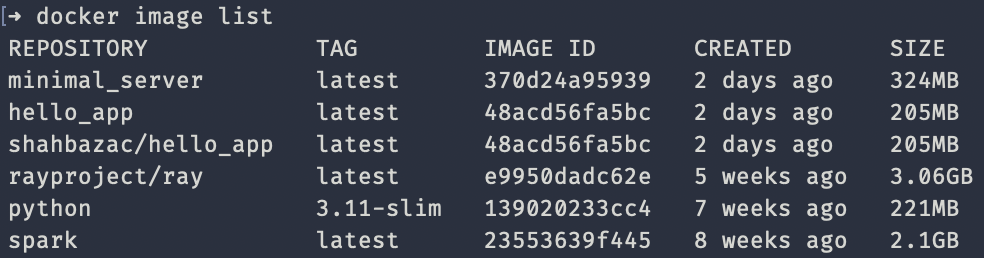 [➜ docker image list
REPOSITORY TAG IMAGE ID CREATED SIZE
minimal_server latest 370d24a95939 2 days ago 324MB
hello_app latest 48acd56fa5bc 2 days ago 205MB
shahbazac/hello_app latest 48acd56fa5bc 2 days ago 205MB
rayproject/ray latest e9950dadc62e 5 weeks ago 3.06GB
python 3.11-slim 139020233cc4 7 weeks ago 221MB
spark latest 23553639f445 8 weeks ago 2.1GB